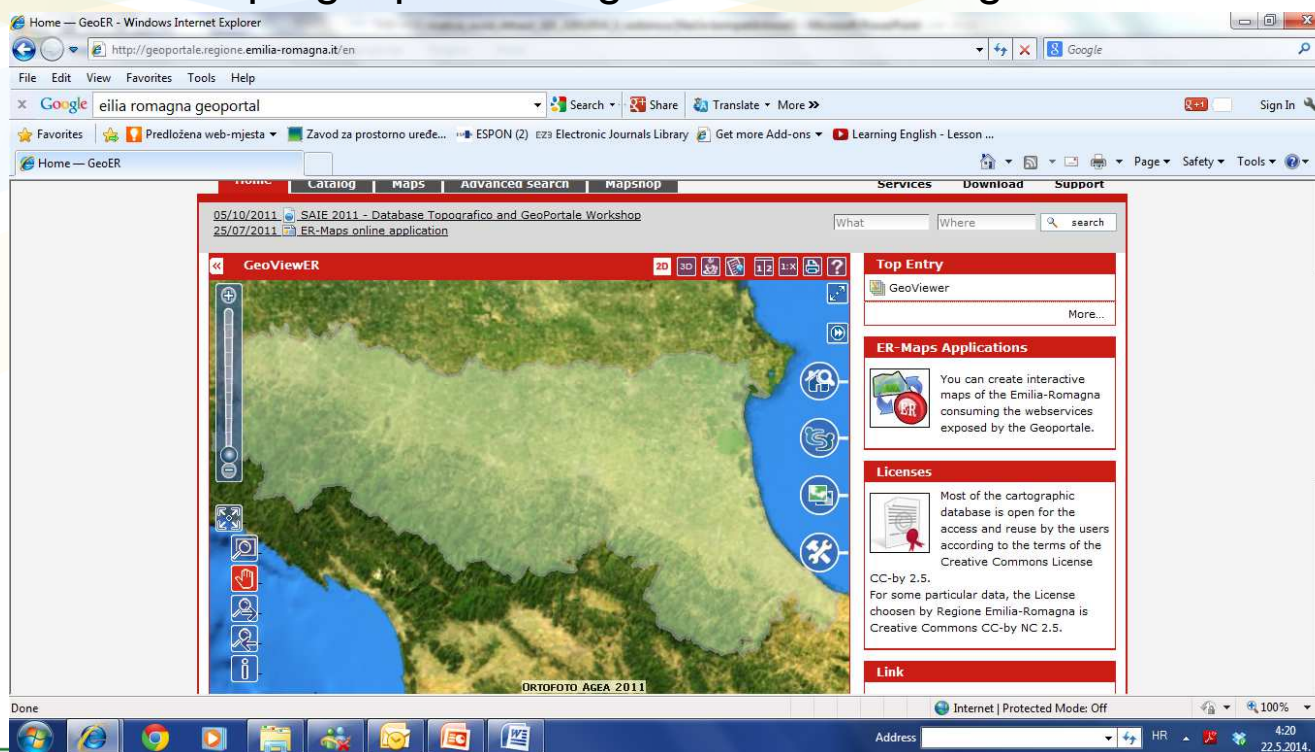 Home — GeoER - Windows Internet Explorer
http://geoportale.regione.emilia-romagna.it/en
Google
File Edit View Favorites Tools Help
x Google eilia romagna geoportal Search Share Translate More »
+1 Sign In
Favorites Predložena web-mjesta Zavod za prostorno uređe... ESPON (2) EZ3 Electronic Journals Library Get more Add-ons Learning English - Lesson ...
Home — GeoER
Page Safety Tools
Home Catalog Maps Advanced search Mapshop Services Download Support
05/10/2011 SAIE 2011 - Database Topografico and GeoPortale Workshop
25/07/2011 ER-Maps online application
What Where search
« GeoViewER 2D 3D 1 2 1:X ?
Top Entry
GeoViewer
More...
ER-Maps Applications
ER
You can create interactive
maps of the Emilia-Romagna
consuming the webservices
exposed by the Geoportale.
Licenses
Most of the cartographic
database is open for the
access and reuse by the users
according to the terms of the
Creative Commons License
CC-by 2.5.
For some particular data, the License
choosen by Regione Emilia-Romagna is
Creative Commons CC-by NC 2.5.
Link
i
ORTOFOTO AGEA 2011
Done
Internet | Protected Mode: Off
100%
Address
HR
4:20
22.5.2014.